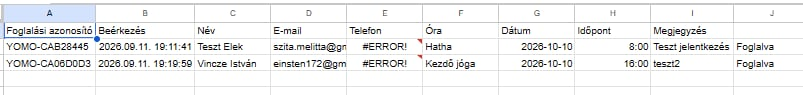 A B C D E F G H I J
Foglalási azonosító Beérkezés Név E-mail Telefon Óra Dátum Időpont Megjegyzés
YOMO-CAB28445 2026.09.11. 19:11:41 Teszt Elek szita.melitta@gm #ERROR! Hatha 2026-10-10 8:00 Teszt jelentkezés Foglalva
YOMO-CA06D0D3 2026.09.11. 19:19:59 Vincze István einsten172@gm #ERROR! Kezdő jóga 2026-10-10 16:00 teszt2 Foglalva